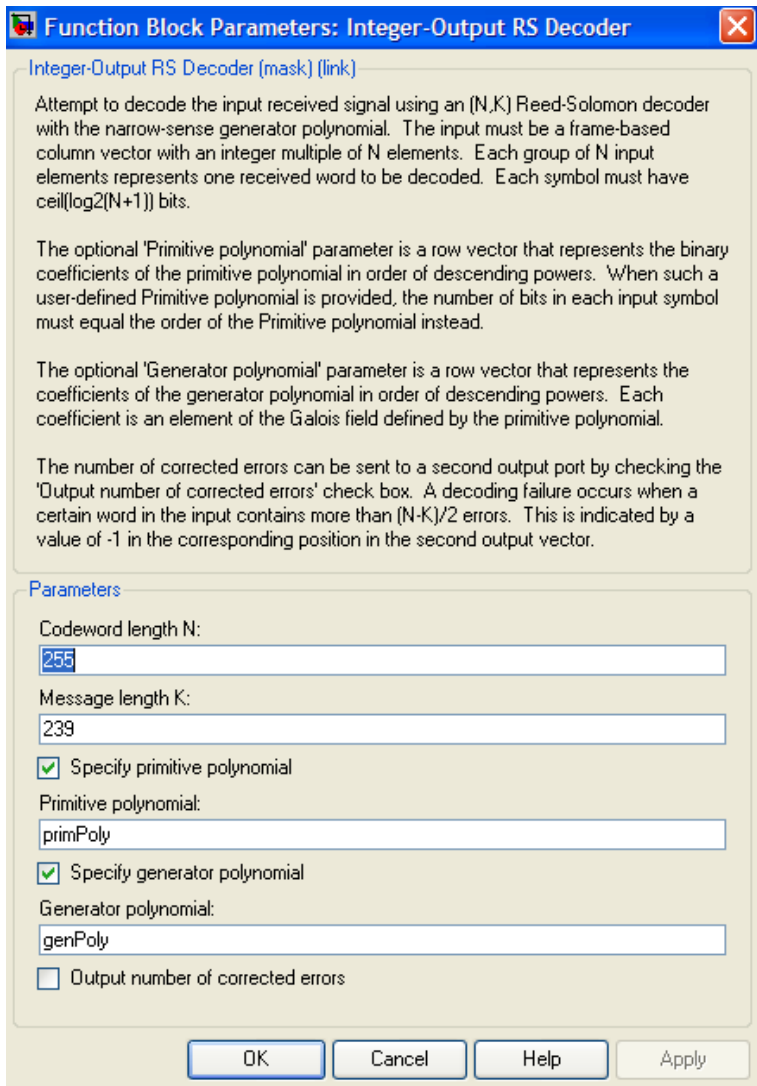 Function Block Parameters: Integer-Output RS Decoder
Integer-Output RS Decoder (mask) (link)
Attempt to decode the input received signal using an (N,K) Reed-Solomon decoder
with the narrow-sense generator polynomial. The input must be a frame-based
column vector with an integer multiple of N elements. Each group of N input
elements represents one received word to be decoded. Each symbol must have
ceil(log2(N+1)) bits.
The optional 'Primitive polynomial' parameter is a row vector that represents the binary
coefficients of the primitive polynomial in order of descending powers. When such a
user-defined Primitive polynomial is provided, the number of bits in each input symbol
must equal the order of the Primitive polynomial instead.
The optional 'Generator polynomial' parameter is a row vector that represents the
coefficients of the generator polynomial in order of descending powers. Each
coefficient is an element of the Galois field defined by the primitive polynomial.
The number of corrected errors can be sent to a second output port by checking the
'Output number of corrected errors' check box. A decoding failure occurs when a
certain word in the input contains more than (N-K)/2 errors. This is indicated by a
value of -1 in the corresponding position in the second output vector.
Parameters
Codeword length N:
255
Message length K:
239
Specify primitive polynomial
Primitive polynomial:
primPoly
Specify generator polynomial
Generator polynomial:
genPoly
Output number of corrected errors
OK Cancel Help Apply